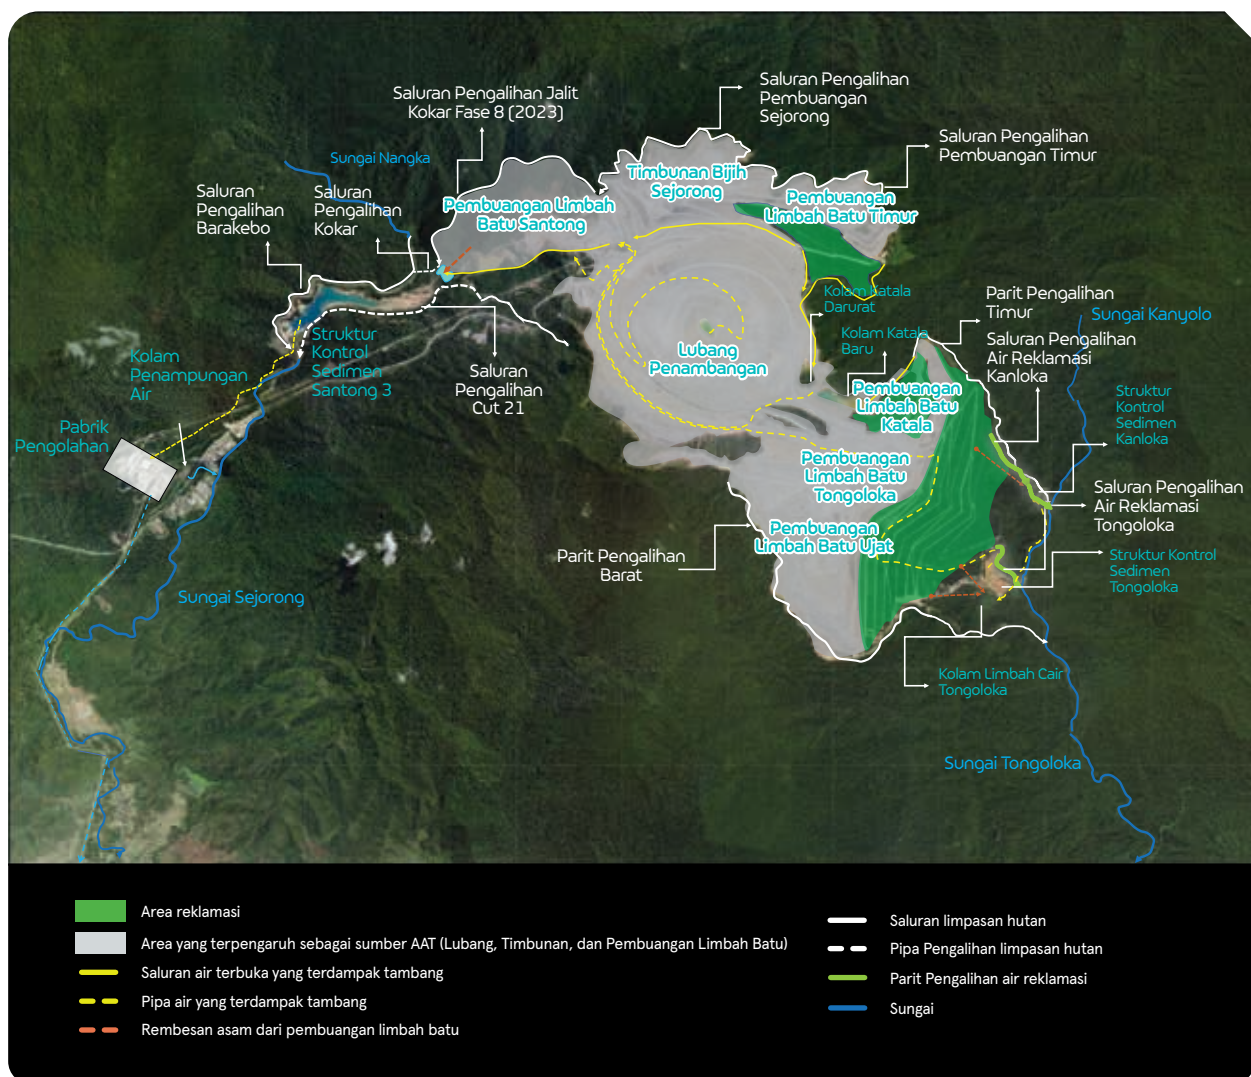 Saluran Pengalihan Jalit
Kokar Fase 8 (2023)
Saluran Pengalihan
Pembuangan
Sejorong
Saluran Pengalihan
Pembuangan Timur
Sungai Nangka
Saluran
Pengalihan
Barakebo
Saluran
Pengalihan
Kokar
Pembuangan Limbah
Batu Santong
Timbunan Bijih
Sejorong
Pembuangan
Limbah Batu Timur
Kolam Katala
Darurat
Kolam Katala
Baru
Parit Pengalihan
Timur
Sungai Kanyolo
Saluran Pengalihan
Air Reklamasi
Kanloka
Struktur
Kontrol
Sedimen
Santong 3
Kolam
Penampungan
Air
Lubang
Penambangan
Saluran
Pengalihan
Cut 21
Pembuangan
Limbah Batu
Katala
Struktur
Kontrol
Sedimen
Kanloka
Pabrik
Pengolahan
Pembuangan
Limbah Batu
Tongoloka
Saluran Pengalihan
Air Reklamasi
Tongoloka
Pembuangan
Limbah Batu Ujat
Parit Pengalihan
Barat
Struktur Kontrol
Sedimen
Tongoloka
Sungai Sejorong
Kolam Limbah Cair
Tongoloka
Sungai Tongoloka
Area reklamasi
Area yang terpengaruh sebagai sumber AAT (Lubang, Timbunan, dan Pembuangan Limbah Batu)
Saluran air terbuka yang terdampak tambang
Pipa air yang terdampak tambang
Rembesan asam dari pembuangan limbah batu
Saluran limpasan hutan
Pipa Pengalihan limpasan hutan
Parit Pengalihan air reklamasi
Sungai